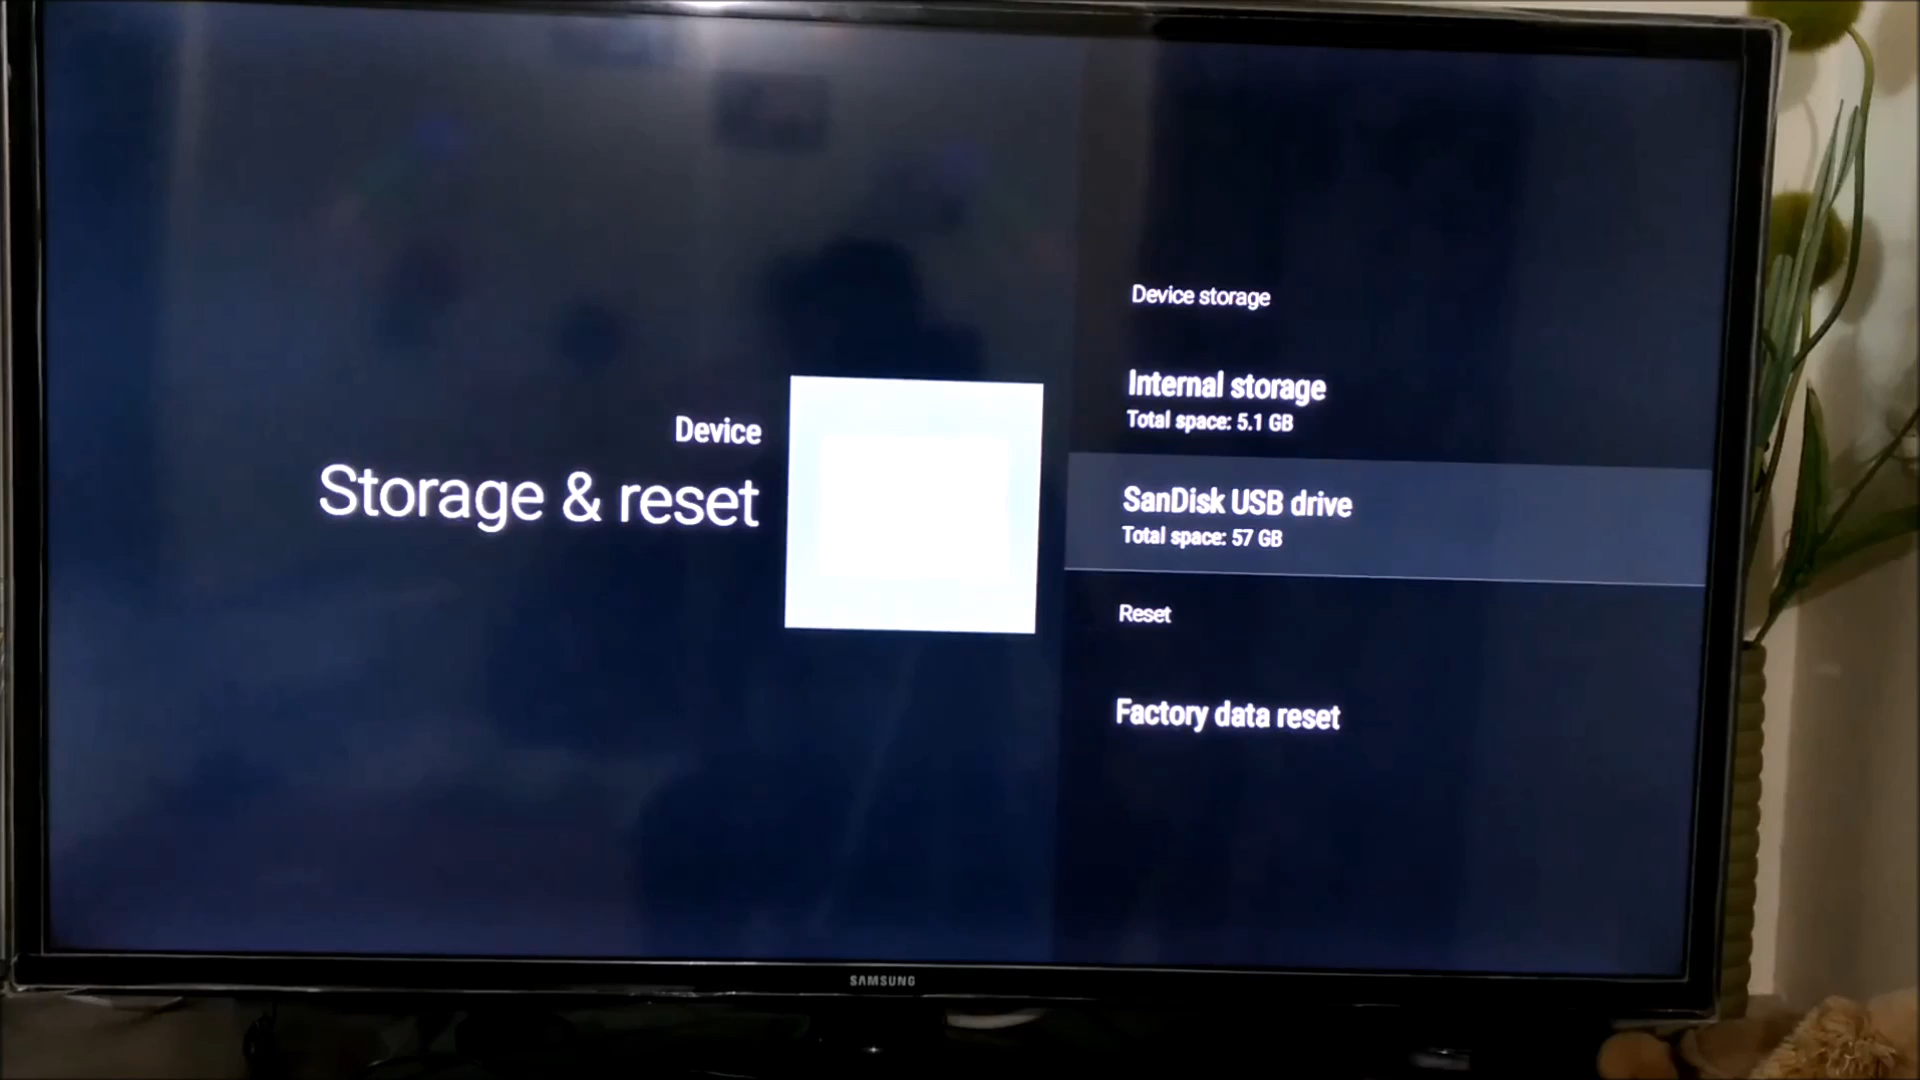 Device
Storage & reset
Device storage
Internal storage
Total space: 5.1 GB
SanDisk USB drive
Total space: 57 GB
Reset
Factory data reset
SAMSUNG